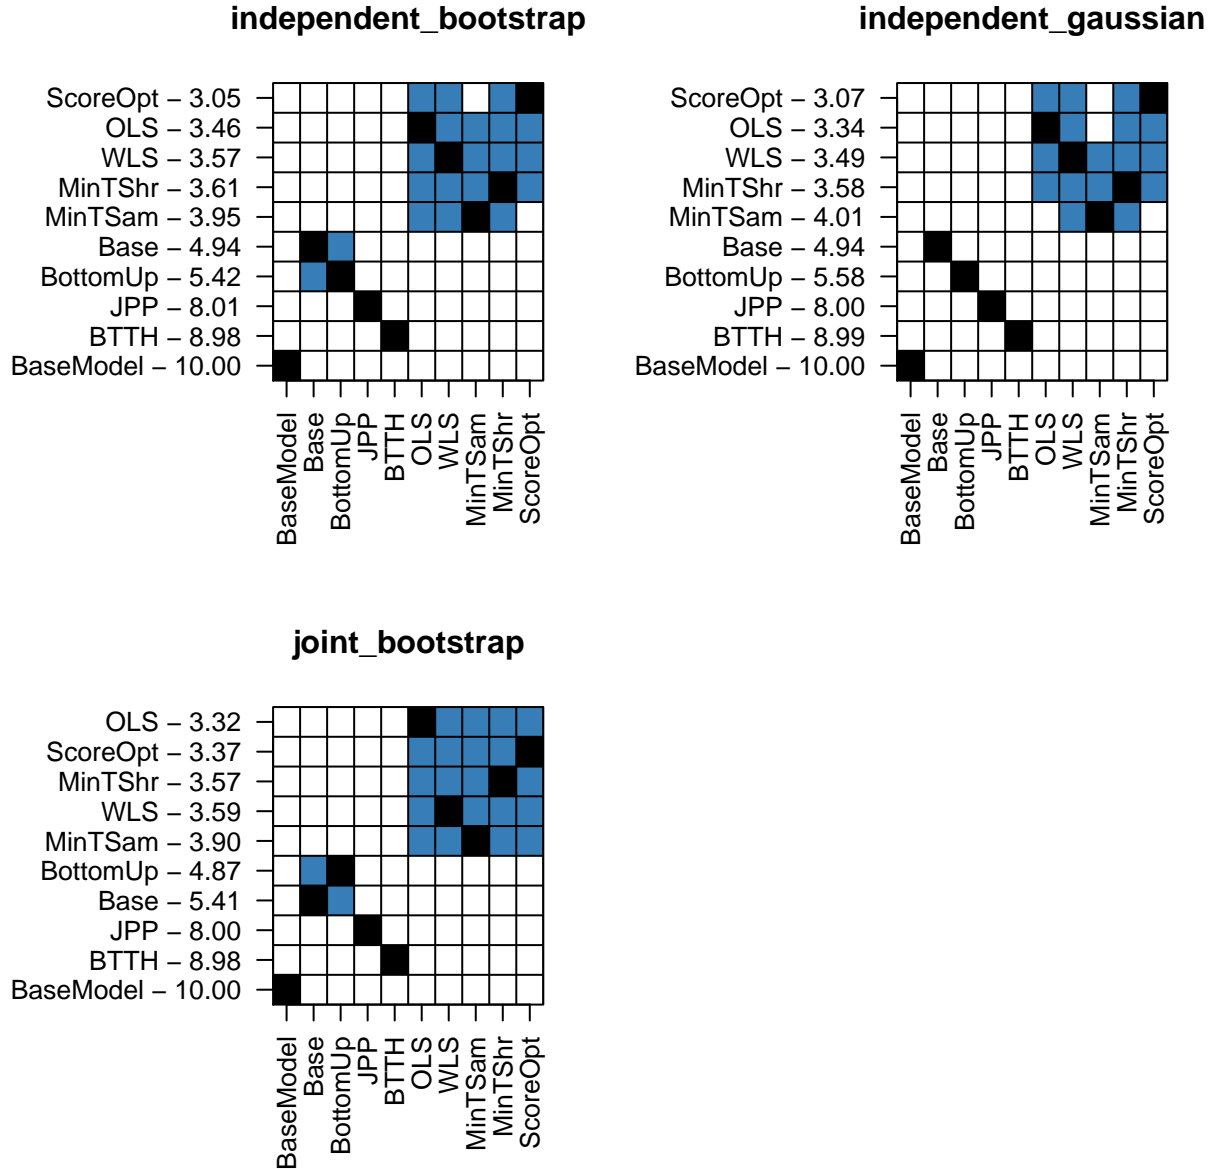 independent_bootstrap
ScoreOpt – 3.05
OLS – 3.46
WLS – 3.57
MinTShr – 3.61
MinTSam – 3.95
Base – 4.94
BottomUp – 5.42
JPP – 8.01
BTTH – 8.98
BaseModel – 10.00
BaseModel
Base
BottomUp
JPP
BTTH
OLS
WLS
MinTSam
MinTShr
ScoreOpt
independent_gaussian
ScoreOpt – 3.07
OLS – 3.34
WLS – 3.49
MinTShr – 3.58
MinTSam – 4.01
Base – 4.94
BottomUp – 5.58
JPP – 8.00
BTTH – 8.99
BaseModel – 10.00
BaseModel
Base
BottomUp
JPP
BTTH
OLS
WLS
MinTSam
MinTShr
ScoreOpt
joint_bootstrap
OLS – 3.32
ScoreOpt – 3.37
MinTShr – 3.57
WLS – 3.59
MinTSam – 3.90
BottomUp – 4.87
Base – 5.41
JPP – 8.00
BTTH – 8.98
BaseModel – 10.00
BaseModel
Base
BottomUp
JPP
BTTH
OLS
WLS
MinTSam
MinTShr
ScoreOpt